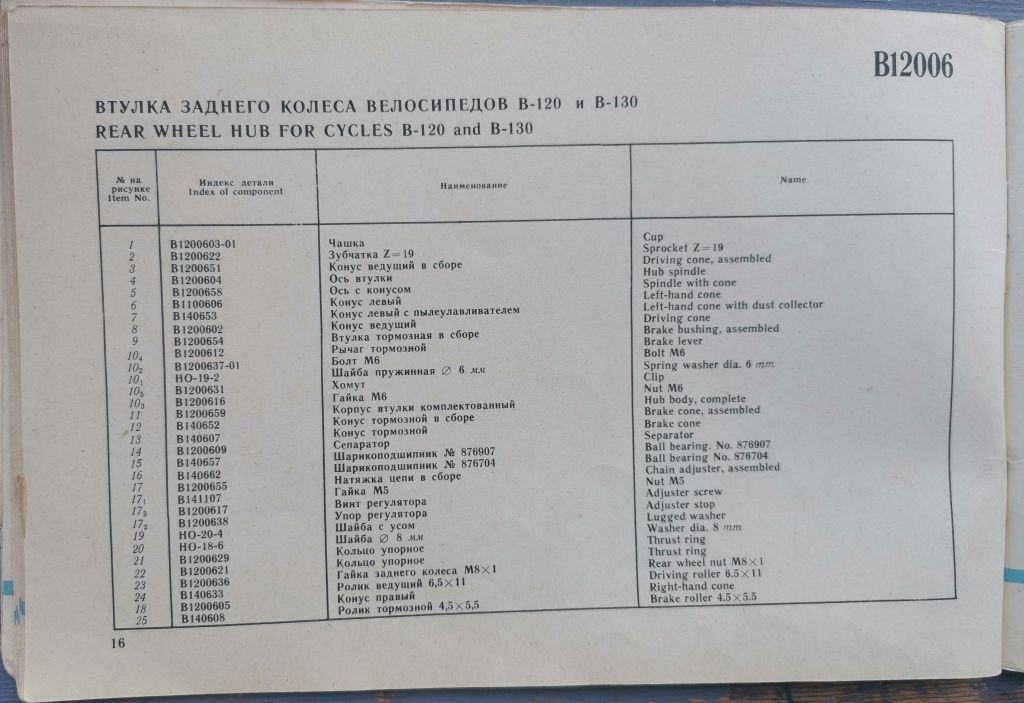 В12006
ВТУЛКА ЗАДНЕГО КОЛЕСА ВЕЛОСИПЕДОВ В-120 и В-130
REAR WHEEL HUB FOR CYCLES B-120 and B-130
№ на рисунке Item No. Индекс детали Index of component Наименование Name
1 В1200603-01 Чашка Cup
2 В1200622 Зубчатка Z=19 Sprocket Z=19
3 В1200651 Конус ведущий в сборе Driving cone, assembled
4 В1200604 Ось втулки Hub spindle
5 В1200658 Ось с конусом Spindle with cone
6 В1100606 Конус левый Left-hand cone
7 В140653 Конус левый с пылеулавливателем Left-hand cone with dust collector
8 В1200602 Конус ведущий Driving cone
9 В1200654 Втулка тормозная в сборе Brake bushing, assembled
10₄ В1200612 Рычаг тормозной Brake lever
10₂ В1200637-01 Болт М6 Bolt M6
10₁ НО-19-2 Шайба пружинная ∅ 6 мм Spring washer dia. 6 mm
10₅ В1200631 Хомут Clip
10₃ В1200616 Гайка М6 Nut M6
11 В1200659 Корпус втулки комплектованный Hub body, complete
12 В140652 Конус тормозной в сборе Brake cone, assembled
13 В140607 Конус тормозной Brake cone
14 В1200609 Сепаратор Separator
15 В140657 Шарикоподшипник № 876907 Ball bearing. No. 876907
16 В140662 Шарикоподшипник № 876704 Ball bearing No. 876704
17 В1200655 Натяжка цепи в сборе Chain adjuster, assembled
17₁ В141107 Гайка М5 Nut M5
17₃ В1200617 Винт регулятора Adjuster screw
17₂ В1200638 Упор регулятора Adjuster stop
19 НО-20-4 Шайба с усом Lugged washer
20 НО-18-6 Шайба ∅ 8 мм Washer dia. 8 mm
21 В1200629 Кольцо упорное Thrust ring
22 В1200621 Кольцо упорное Thrust ring
23 В1200636 Гайка заднего колеса М8×1 Rear wheel nut M8×1
24 В140633 Ролик ведущий 6,5×11 Driving roller 6.5×11
18 В1200605 Конус правый Right-hand cone
25 В140608 Ролик тормозной 4,5×5,5 Brake roller 4.5×5.5
16